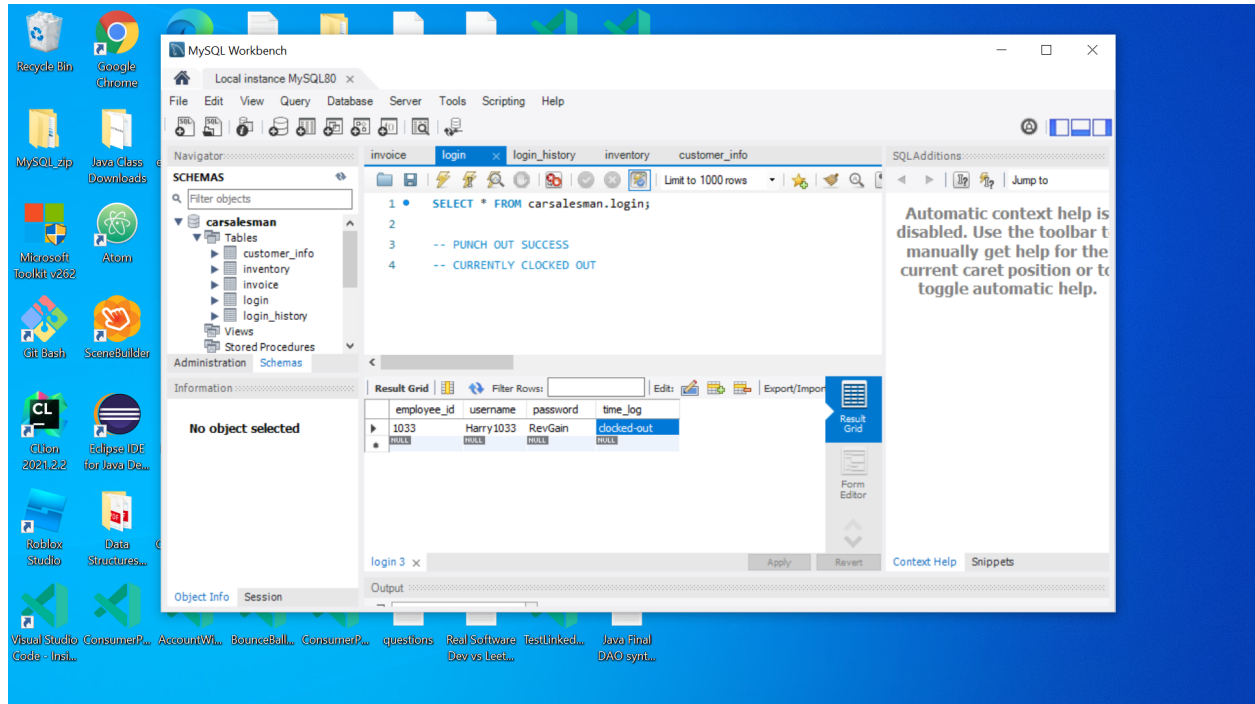 MySQL Workbench
Local instance MySQL80
File Edit View Query Database Server Tools Scripting Help
Navigator
SCHEMAS
Filter objects
carsalesman
Tables
customer_info
inventory
invoice
login
login_history
Views
Stored Procedures
Administration Schemas
Information
No object selected
Object Info Session
invoice login login_history inventory customer_info
Limit to 1000 rows
1 SELECT * FROM carsalesman.login;
2
3 -- PUNCH OUT SUCCESS
4 -- CURRENTLY CLOCKED OUT
Result Grid Filter Rows: Edit: Export/Impor
employee_id username password time_log
1033 Harry1033 RevGain clocked-out
NULL NULL NULL NULL
Result
Grid
Form
Editor
login 3 Apply Revert
Output
SQLAdditions
Jump to
Automatic context help is
disabled. Use the toolbar t
manually get help for the
current caret position or to
toggle automatic help.
Context Help Snippets
Recycle Bin
Google
Chrome
MySQL_zip
Java Class
Downloads
Microsoft
Toolkit v262
Atom
Git Bash
SceneBuilder
CLion
2021.2.2
Eclipse IDE
for Java De...
Roblox
Studio
Data
Structures...
Visual Studio
Code - Insi...
ConsumerP...
AccountWi...
BounceBall...
ConsumerP...
questions
Real Software
Dev vs Leet...
TestLinked...
Java Final
DAO synt...